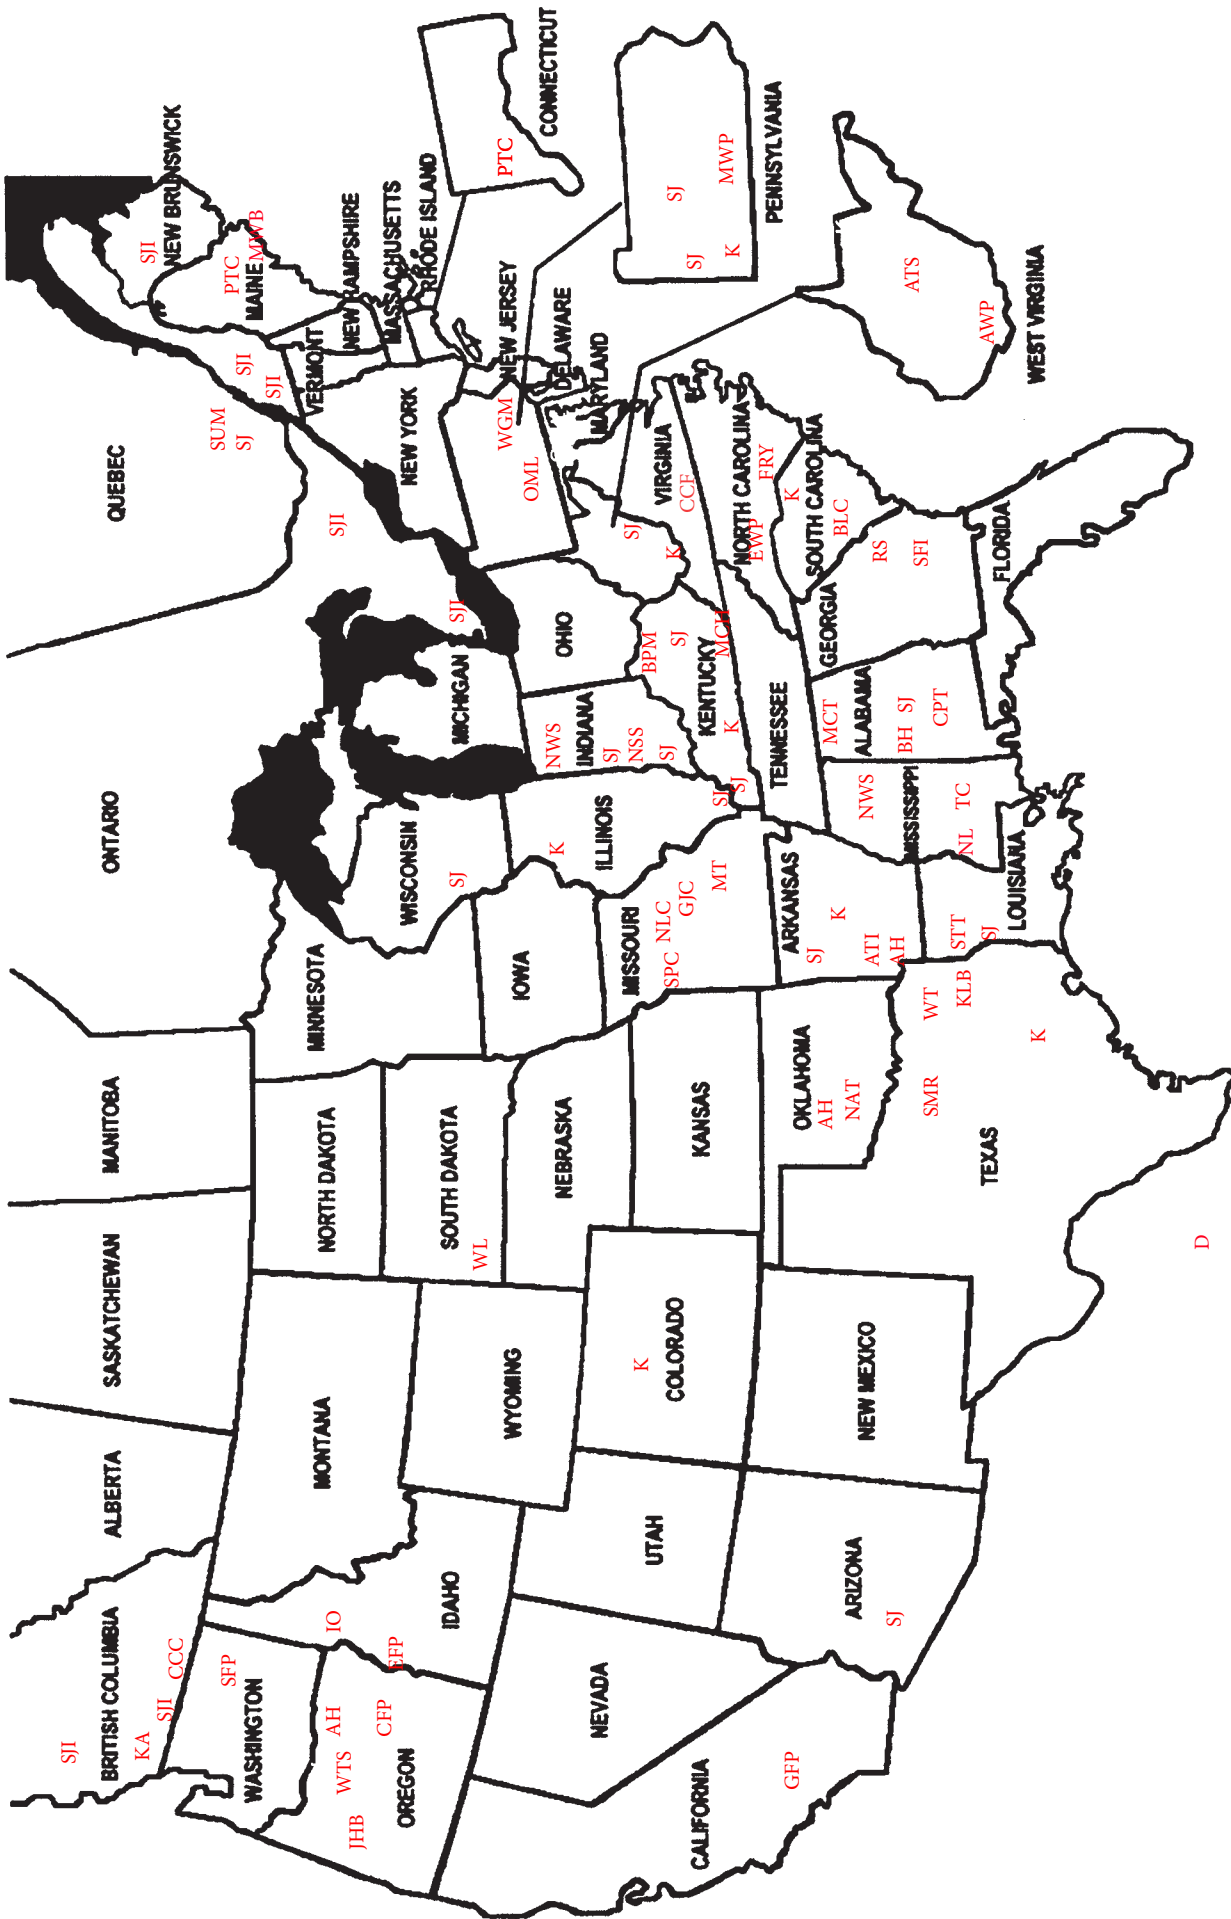 BRITISH COLUMBIA
SJI
KA
SJI
CCC
ALBERTA
SASKATCHEWAN
MANITOBA
ONTARIO
SJI
SJI
QUEBEC
SUM
SJ
SJI
SJI
NEW BRUNSWICK
SJI
WASHINGTON
SFP
OREGON
AH
WTS
JHB
CFP
IDAHO
IO
EFP
MONTANA
NORTH DAKOTA
SOUTH DAKOTA
WL
MINNESOTA
WISCONSIN
SJ
MICHIGAN
NEW YORK
VERMONT
NEW HAMPSHIRE
MAINE
PTC
MWB
MASSACHUSETTS
RHODE ISLAND
CONNECTICUT
PTC
NEW JERSEY
DELAWARE
MARYLAND
WGM
OML
PENNSYLVANIA
SJ
MWP
SJ
K
WYOMING
NEBRASKA
IOWA
ILLINOIS
K
SJ
SJ
INDIANA
NWS
SJ
NSS
SJ
OHIO
NEVADA
UTAH
COLORADO
K
KANSAS
MISSOURI
SPC
NLC
GJC
MT
KENTUCKY
BPM
SJ
MCH
K
SJ
K
VIRGINIA
CCF
WEST VIRGINIA
ATS
AWP
CALIFORNIA
GFP
ARIZONA
SJ
NEW MEXICO
OKLAHOMA
AH
NAT
ARKANSAS
SJ
K
ATI
AH
TENNESSEE
NORTH CAROLINA
FRY
EWP
SOUTH CAROLINA
K
BLC
GEORGIA
RS
SFI
ALABAMA
MCT
BH
SJ
CPT
MISSISSIPPI
NWS
TC
NL
LOUISIANA
STT
SJ
TEXAS
WT
KLB
K
SMR
D
FLORIDA